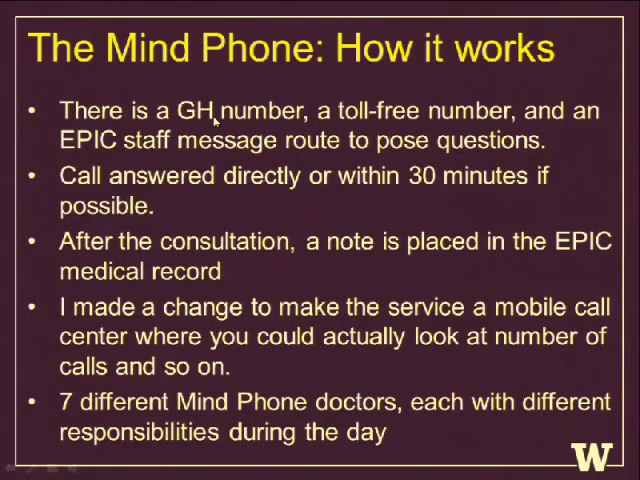 The Mind Phone: How it works
• There is a GH number, a toll-free number, and an
EPIC staff message route to pose questions.
• Call answered directly or within 30 minutes if
possible.
• After the consultation, a note is placed in the EPIC
medical record
• I made a change to make the service a mobile call
center where you could actually look at number of
calls and so on.
• 7 different Mind Phone doctors, each with different
responsibilities during the day
W